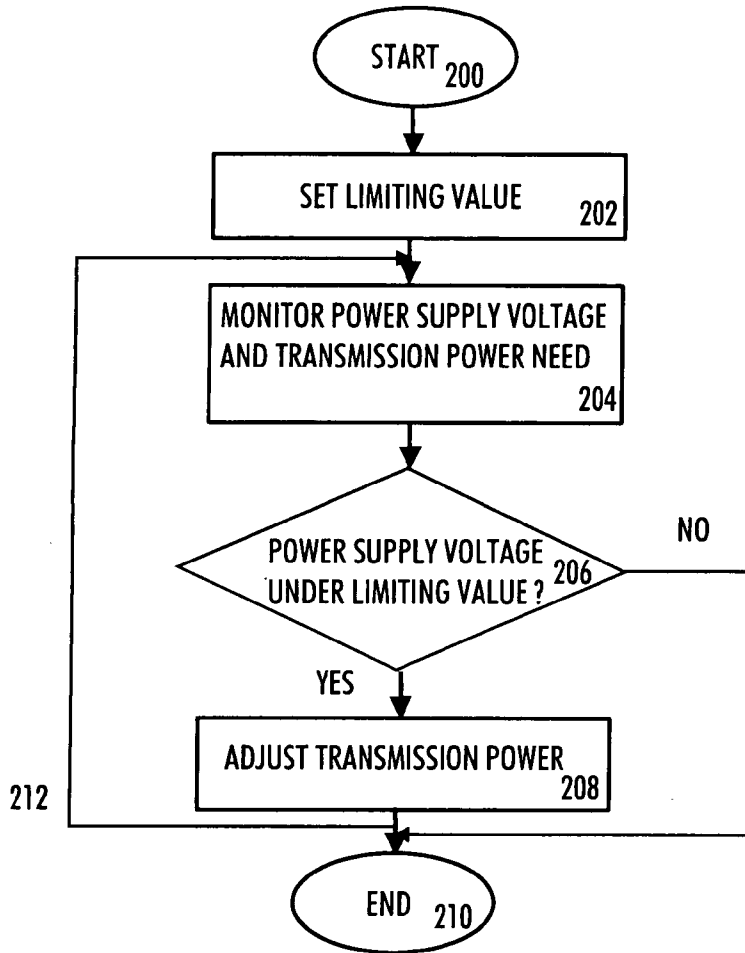 START 200
SET LIMITING VALUE
202
MONITOR POWER SUPPLY VOLTAGE
AND TRANSMISSION POWER NEED
204
NO
POWER SUPPLY VOLTAGE 206
UNDER LIMITING VALUE ?
YES
ADJUST TRANSMISSION POWER
208
212
END 210